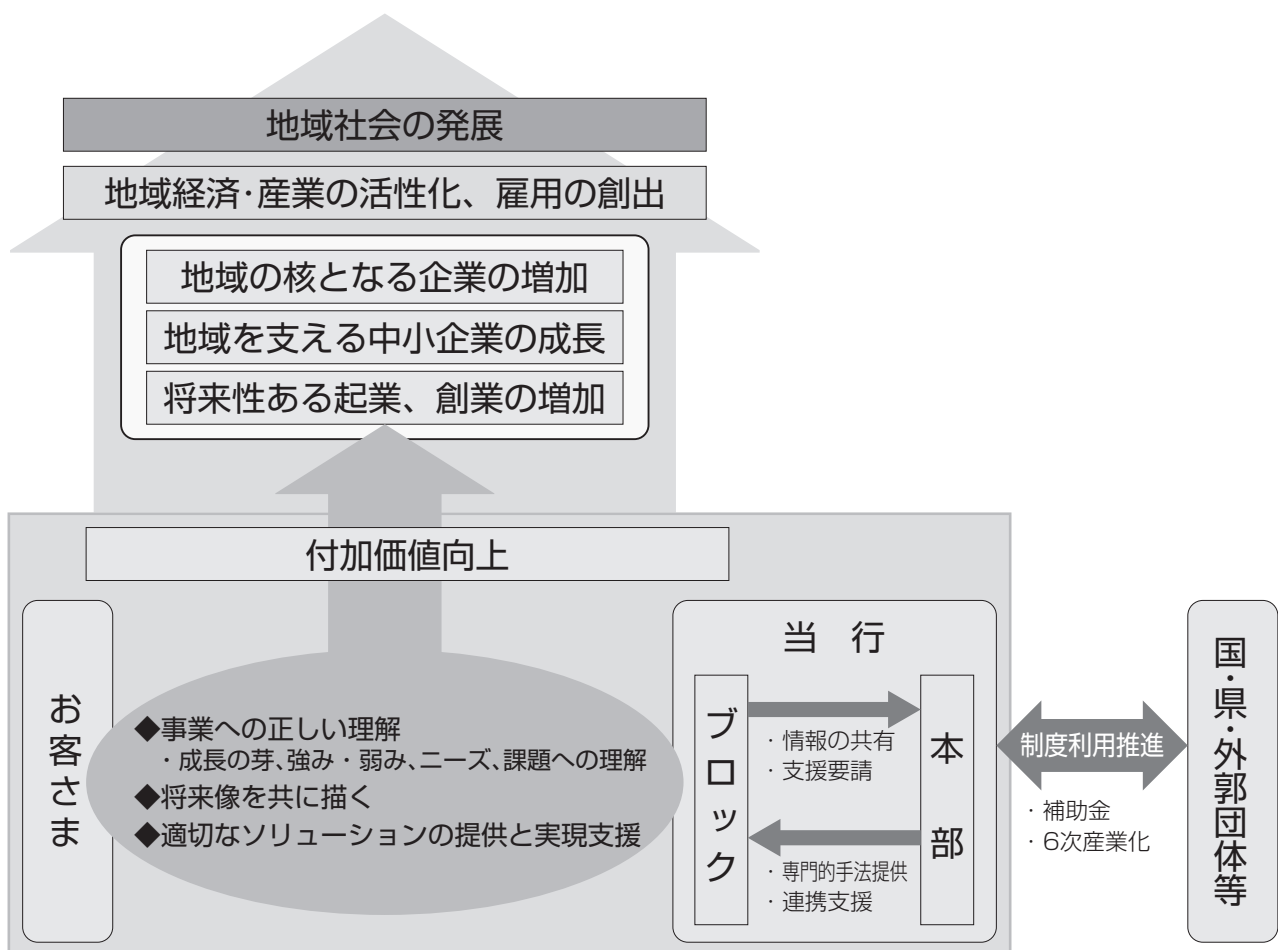 地域社会の発展
地域経済・産業の活性化、雇用の創出
地域の核となる企業の増加
地域を支える中小企業の成長
将来性ある起業、創業の増加
付加価値向上
お客さま
◆事業への正しい理解
・成長の芽、強み・弱み、ニーズ、課題への理解
◆将来像を共に描く
◆適切なソリューションの提供と実現支援
当 行
ブロック
・情報の共有
・支援要請
・専門的手法提供
・連携支援
本 部
制度利用推進
・補助金
・6次産業化
国・県・外郭団体等